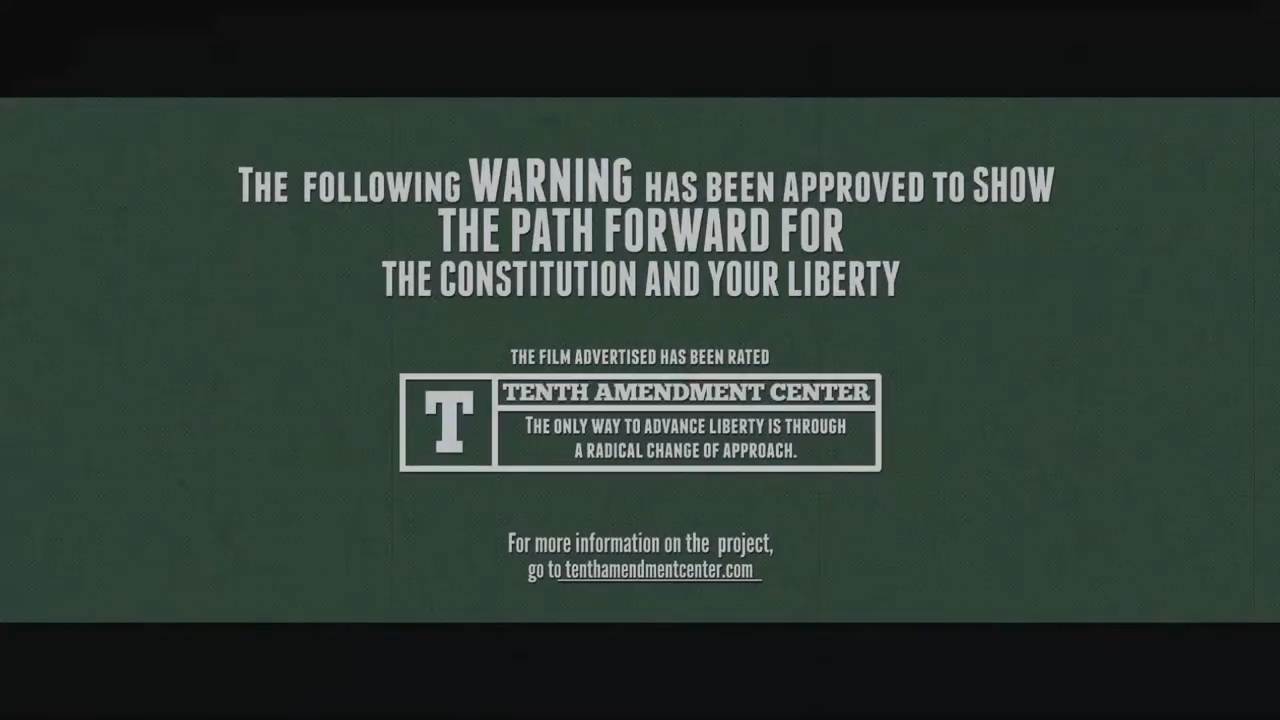 THE FOLLOWING WARNING HAS BEEN APPROVED TO SHOW
THE PATH FORWARD FOR
THE CONSTITUTION AND YOUR LIBERTY
THE FILM ADVERTISED HAS BEEN RATED
T
TENTH AMENDMENT CENTER
THE ONLY WAY TO ADVANCE LIBERTY IS THROUGH
A RADICAL CHANGE OF APPROACH.
For more information on the project,
go to tenthamendmentcenter.com